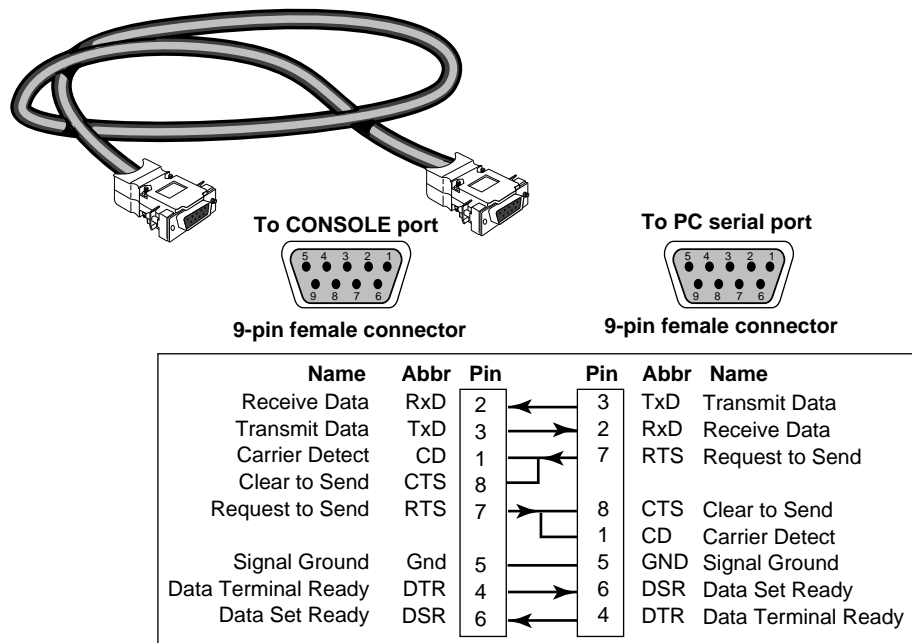 To CONSOLE port
To PC serial port
5 4 3 2 1
5 4 3 2 1
9 8 7 6
9 8 7 6
9-pin female connector
9-pin female connector
Name Abbr Pin Pin Abbr Name
Receive Data RxD 2 3 TxD Transmit Data
Transmit Data TxD 3 2 RxD Receive Data
Carrier Detect CD 1 7 RTS Request to Send
Clear to Send CTS 8
Request to Send RTS 7 8 CTS Clear to Send
1 CD Carrier Detect
Signal Ground Gnd 5 5 GND Signal Ground
Data Terminal Ready DTR 4 6 DSR Data Set Ready
Data Set Ready DSR 6 4 DTR Data Terminal Ready